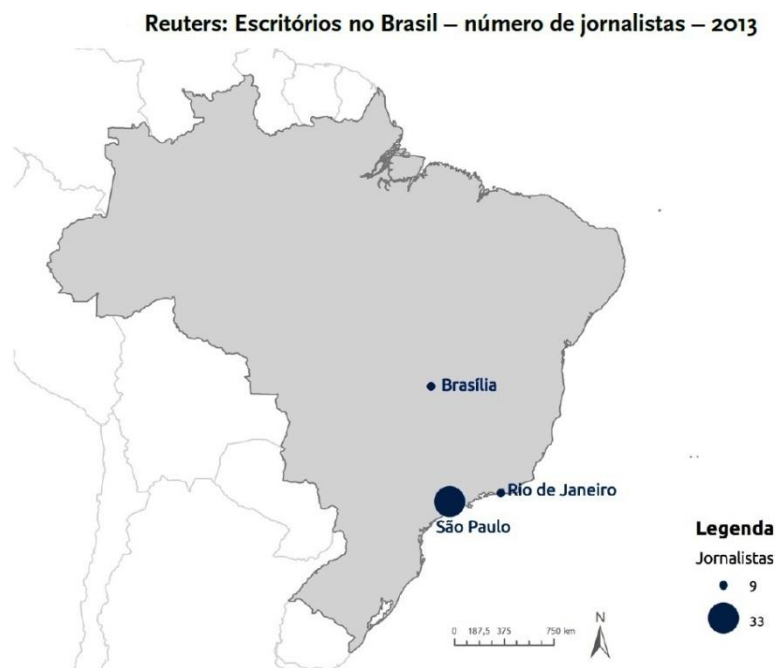 Reuters: Escritórios no Brasil – número de jornalistas – 2013
Brasília
Rio de Janeiro
São Paulo
Legenda
Jornalistas
9
33
N
0 187,5 375 750 km